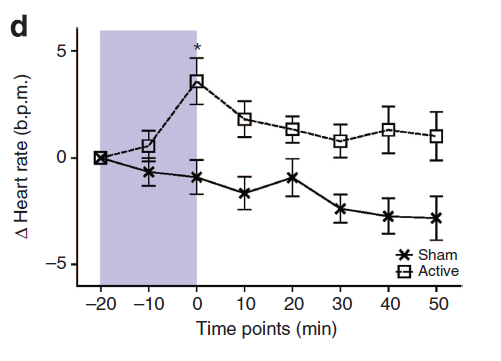 d
Δ Heart rate (b.p.m.)
5
0
−5
*
Sham
Active
−20 −10 0 10 20 30 40 50
Time points (min)